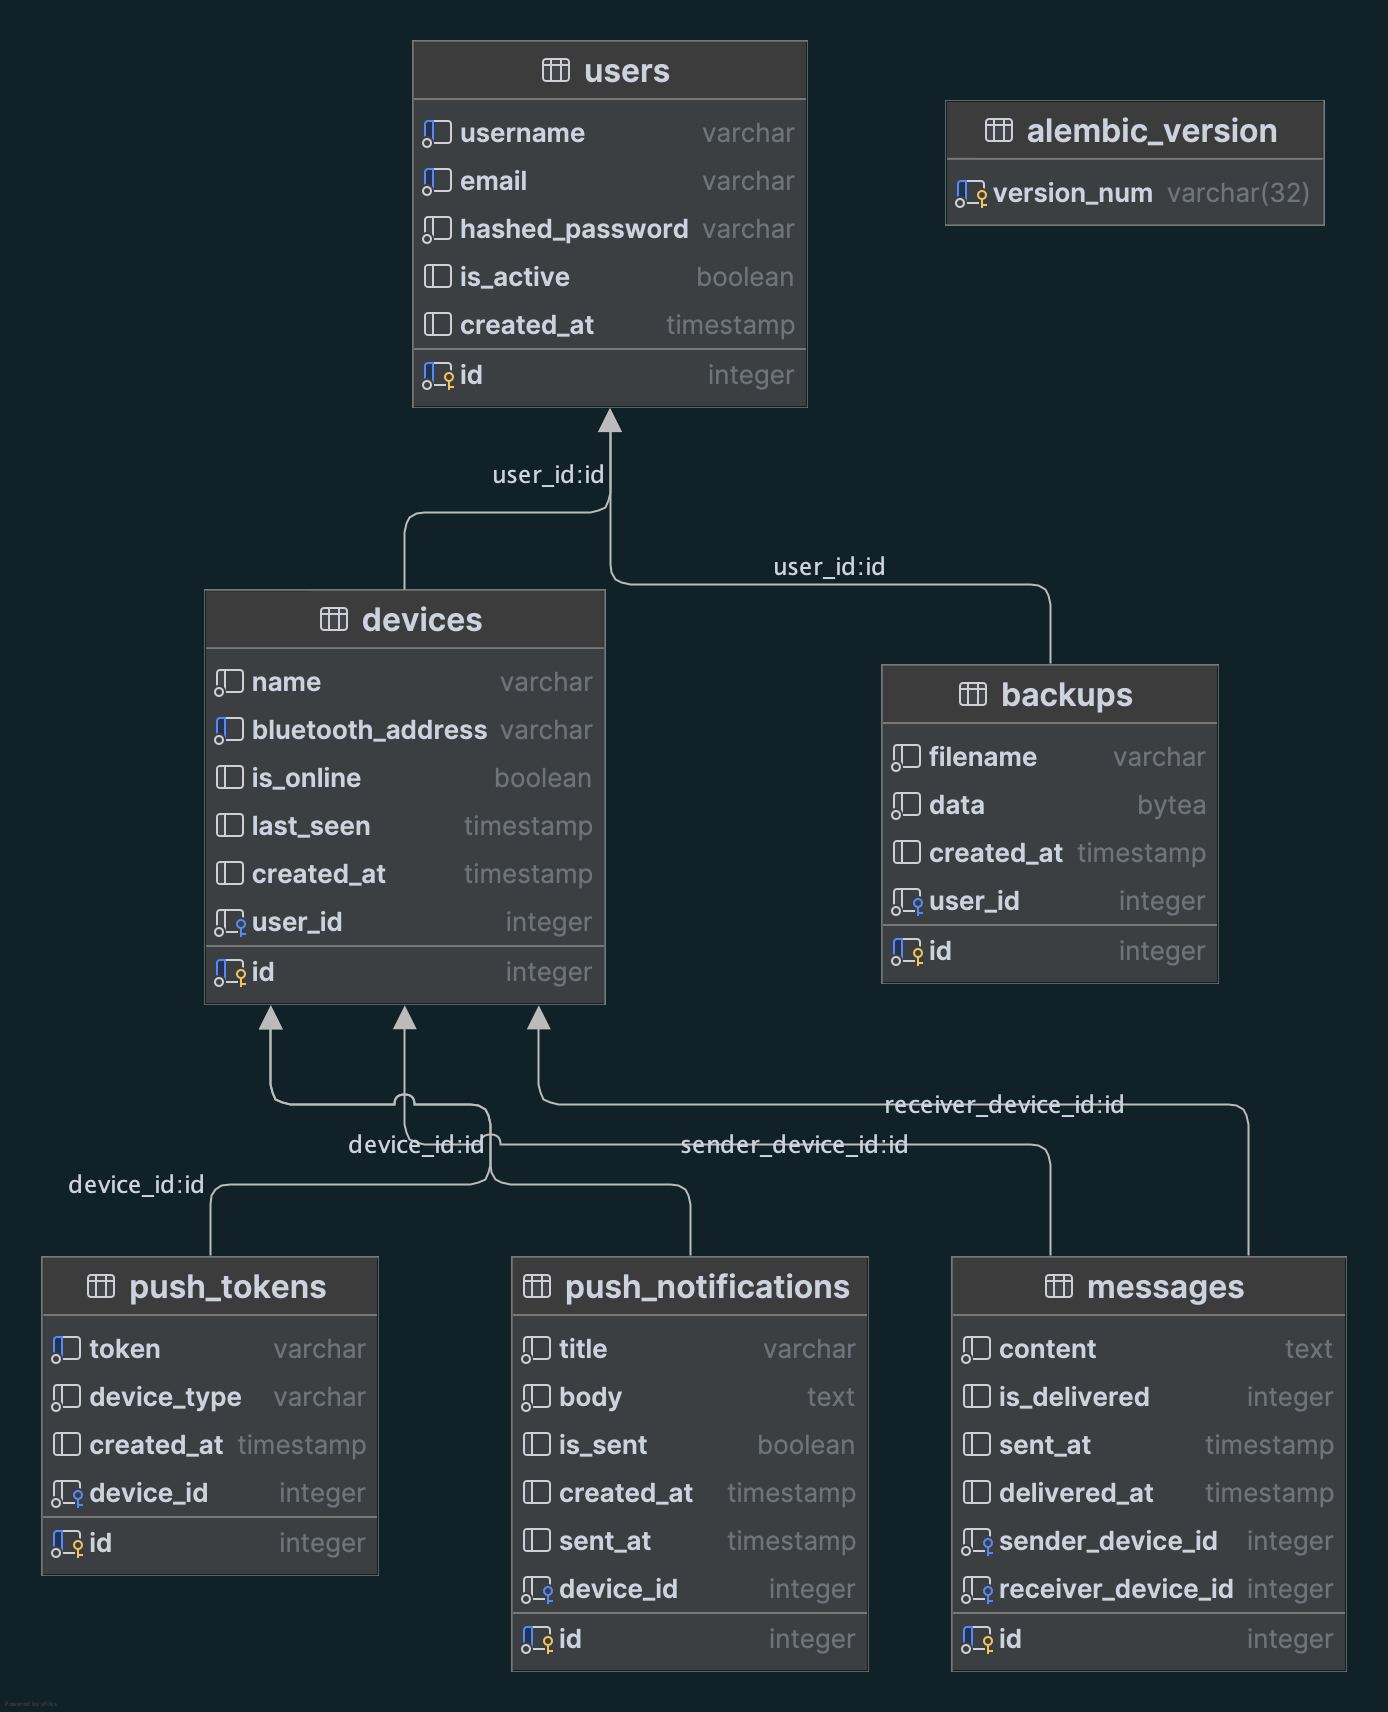 users
username varchar
email varchar
hashed_password varchar
is_active boolean
created_at timestamp
id integer
alembic_version
version_num varchar(32)
user_id:id
user_id:id
devices
name varchar
bluetooth_address varchar
is_online boolean
last_seen timestamp
created_at timestamp
user_id integer
id integer
backups
filename varchar
data bytea
created_at timestamp
user_id integer
id integer
receiver_device_id:id
device_id:id
sender_device_id:id
device_id:id
push_tokens
token varchar
device_type varchar
created_at timestamp
device_id integer
id integer
push_notifications
title varchar
body text
is_sent boolean
created_at timestamp
sent_at timestamp
device_id integer
id integer
messages
content text
is_delivered integer
sent_at timestamp
delivered_at timestamp
sender_device_id integer
receiver_device_id integer
id integer
Powered by yFiles